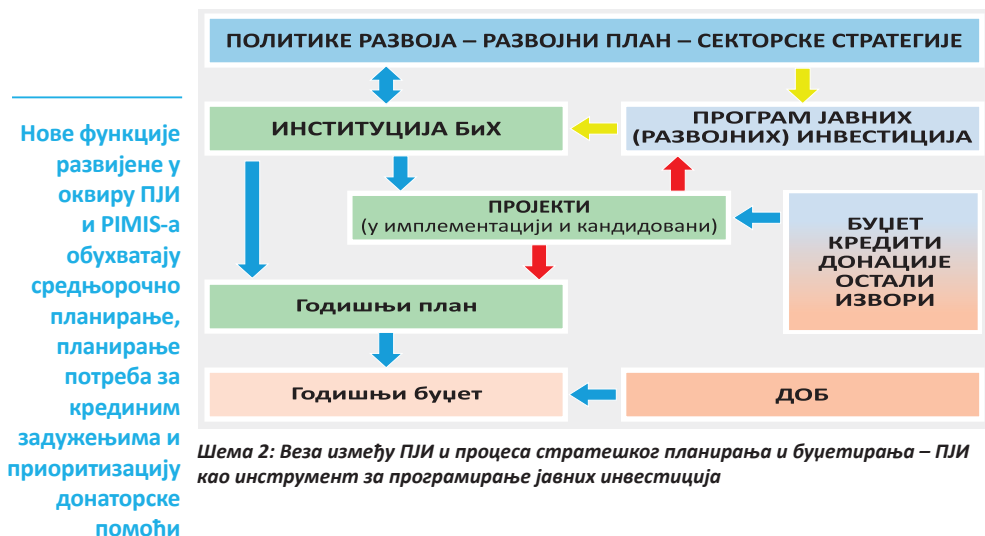 ПОЛИТИКЕ РАЗВОЈА – РАЗВОЈНИ ПЛАН – СЕКТОРСКЕ СТРАТЕГИЈЕ
ИНСТИТУЦИЈА БиХ
ПРОГРАМ ЈАВНИХ
(РАЗВОЈНИХ) ИНВЕСТИЦИЈА
ПРОЈЕКТИ
(у имплементацији и кандидовани)
БУЏЕТ
КРЕДИТИ
ДОНАЦИЈЕ
ОСТАЛИ
ИЗВОРИ
Годишњи план
Годишњи буџет
ДОБ
Нове функције
развијене у
оквиру ПЈИ
и PIMIS-а
обухватају
средњорочно
планирање,
планирање
потреба за
крединим
задужењима и
приоритизацију
донаторске
помоћи
Шема 2: Веза између ПЈИ и процеса стратешког планирања и буџетирања – ПЈИ
као инструмент за програмирање јавних инвестиција